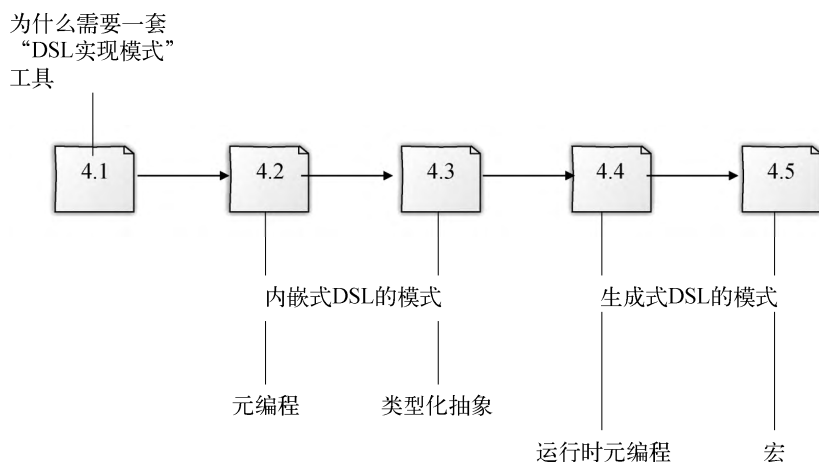 为什么需要一套
“DSL实现模式”
工具
4.1
4.2
4.3
4.4
4.5
内嵌式DSL的模式
生成式DSL的模式
元编程
类型化抽象
运行时元编程
宏